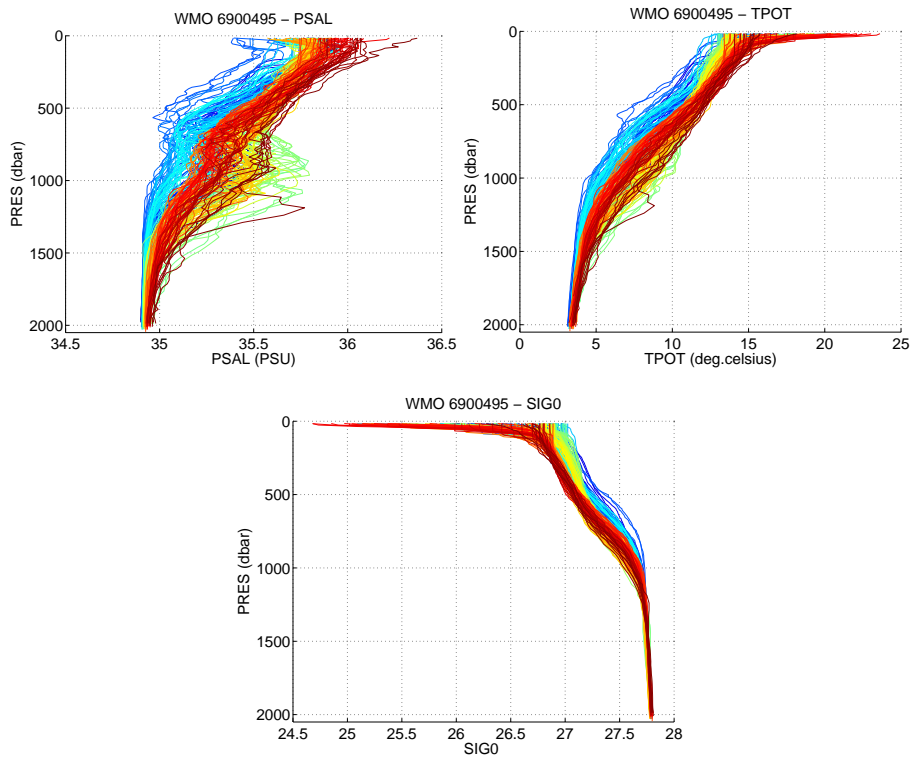 WMO 6900495 − PSAL
0
500
1000
1500
2000
PRES (dbar)
34.5 35 35.5 36 36.5
PSAL (PSU)
WMO 6900495 − TPOT
0
500
1000
1500
2000
PRES (dbar)
0 5 10 15 20 25
TPOT (deg.celsius)
WMO 6900495 − SIG0
0
500
1000
1500
2000
PRES (dbar)
24.5 25 25.5 26 26.5 27 27.5 28
SIG0